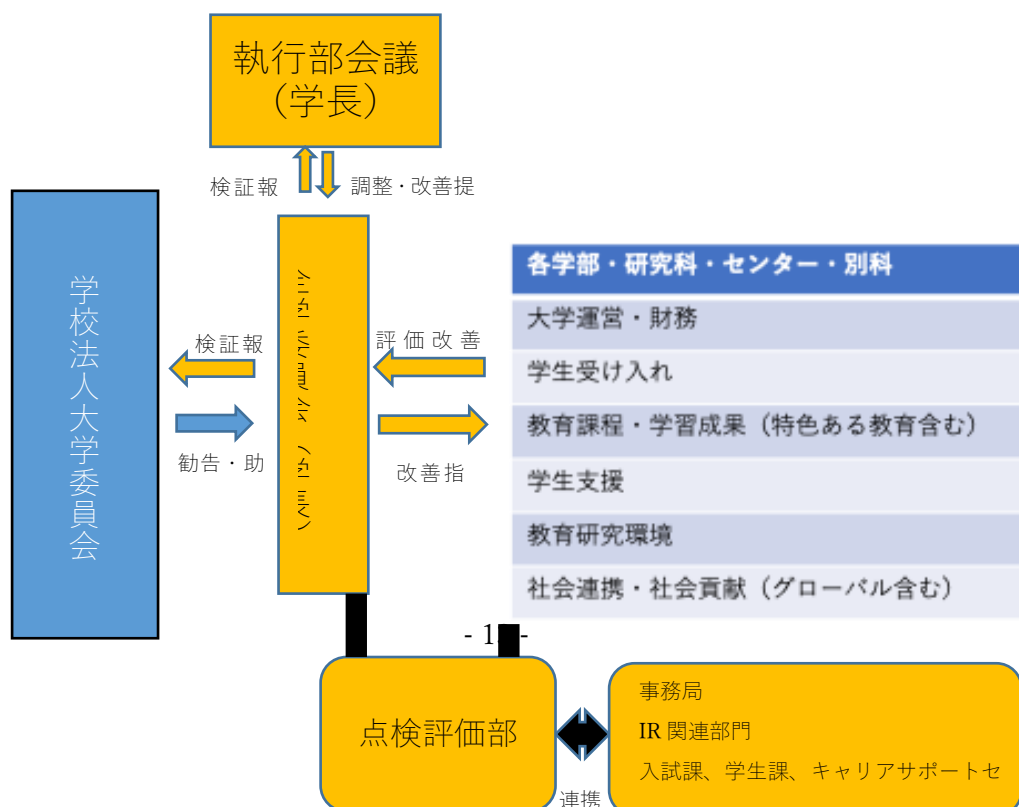 執行部会議
(学長)
検証報
調整・改善提
学校法人大学委員会
検証報
勧告・助
評価改善
改善指
各学部・研究科・センター・別科
大学運営・財務
学生受け入れ
教育課程・学習成果（特色ある教育含む）
学生支援
教育研究環境
社会連携・社会貢献（グローバル含む）
点検評価部
連携
事務局
IR 関連部門
入試課、学生課、キャリアサポートセ